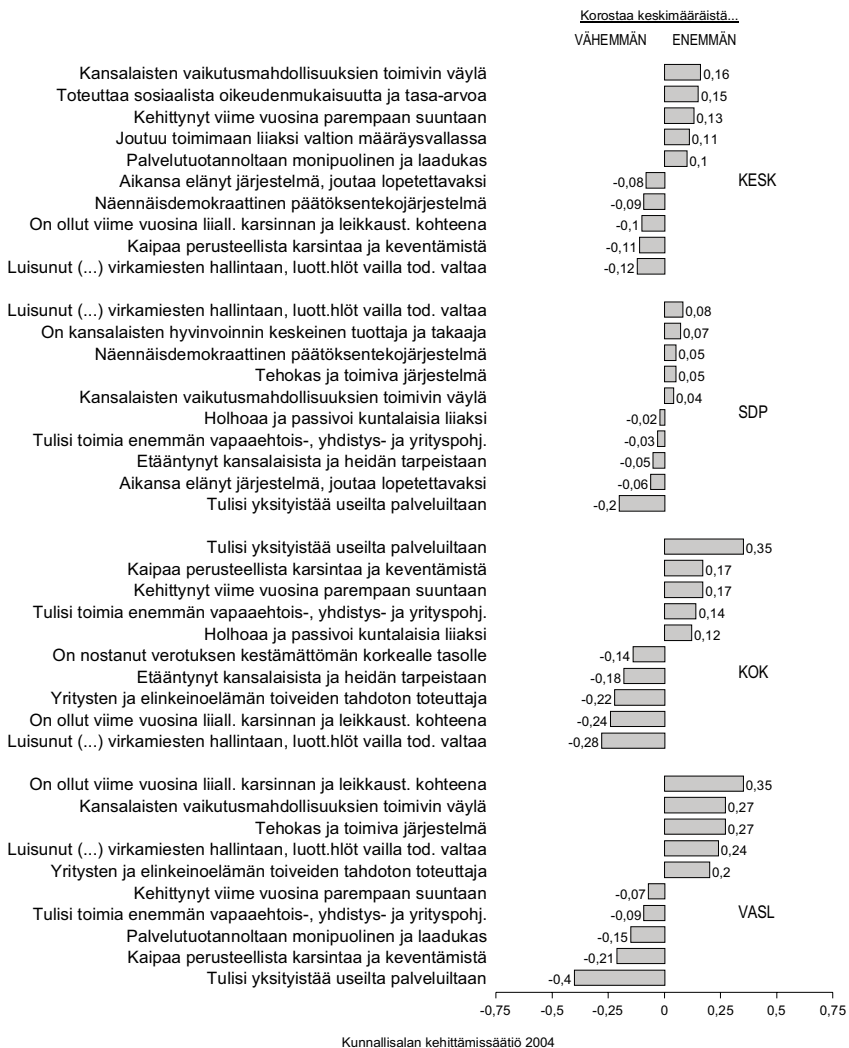 Korostaa keskimääräistä...
VÄHEMMÄN ENEMMÄN
Kansalaisten vaikutusmahdollisuuksien toimivin väylä 0,16
Toteuttaa sosiaalista oikeudenmukaisuutta ja tasa-arvoa 0,15
Kehittynyt viime vuosina parempaan suuntaan 0,13
Joutuu toimimaan liiaksi valtion määräysvallassa 0,11
Palvelutuotannoltaan monipuolinen ja laadukas 0,1
Aikansa elänyt järjestelmä, joutaa lopetettavaksi -0,08 KESK
Näennäisdemokraattinen päätöksentekojärjestelmä -0,09
On ollut viime vuosina liiall. karsinnan ja leikkaust. kohteena -0,1
Kaipaa perusteellista karsintaa ja keventämistä -0,11
Luisunut (...) virkamiesten hallintaan, luott.hlöt vailla tod. valtaa -0,12
Luisunut (...) virkamiesten hallintaan, luott.hlöt vailla tod. valtaa 0,08
On kansalaisten hyvinvoinnin keskeinen tuottaja ja takaaja 0,07
Näennäisdemokraattinen päätöksentekojärjestelmä 0,05
Tehokas ja toimiva järjestelmä 0,05
Kansalaisten vaikutusmahdollisuuksien toimivin väylä 0,04
Holhoaa ja passivoi kuntalaisia liiaksi -0,02 SDP
Tulisi toimia enemmän vapaaehtois-, yhdistys- ja yrityspohj. -0,03
Etääntynyt kansalaisista ja heidän tarpeistaan -0,05
Aikansa elänyt järjestelmä, joutaa lopetettavaksi -0,06
Tulisi yksityistää useilta palveluiltaan -0,2
Tulisi yksityistää useilta palveluiltaan 0,35
Kaipaa perusteellista karsintaa ja keventämistä 0,17
Kehittynyt viime vuosina parempaan suuntaan 0,17
Tulisi toimia enemmän vapaaehtois-, yhdistys- ja yrityspohj. 0,14
Holhoaa ja passivoi kuntalaisia liiaksi 0,12
On nostanut verotuksen kestämättömän korkealle tasolle -0,14
Etääntynyt kansalaisista ja heidän tarpeistaan -0,18 KOK
Yritysten ja elinkeinoelämän toiveiden tahdoton toteuttaja -0,22
On ollut viime vuosina liiall. karsinnan ja leikkaust. kohteena -0,24
Luisunut (...) virkamiesten hallintaan, luott.hlöt vailla tod. valtaa -0,28
On ollut viime vuosina liiall. karsinnan ja leikkaust. kohteena 0,35
Kansalaisten vaikutusmahdollisuuksien toimivin väylä 0,27
Tehokas ja toimiva järjestelmä 0,27
Luisunut (...) virkamiesten hallintaan, luott.hlöt vailla tod. valtaa 0,24
Yritysten ja elinkeinoelämän toiveiden tahdoton toteuttaja 0,2
Kehittynyt viime vuosina parempaan suuntaan -0,07
Tulisi toimia enemmän vapaaehtois-, yhdistys- ja yrityspohj. -0,09 VASL
Palvelutuotannoltaan monipuolinen ja laadukas -0,15
Kaipaa perusteellista karsintaa ja keventämistä -0,21
Tulisi yksityistää useilta palveluiltaan -0,4
-0,75 -0,5 -0,25 0 0,25 0,5 0,75
Kunnallisalan kehittämissäätiö 2004